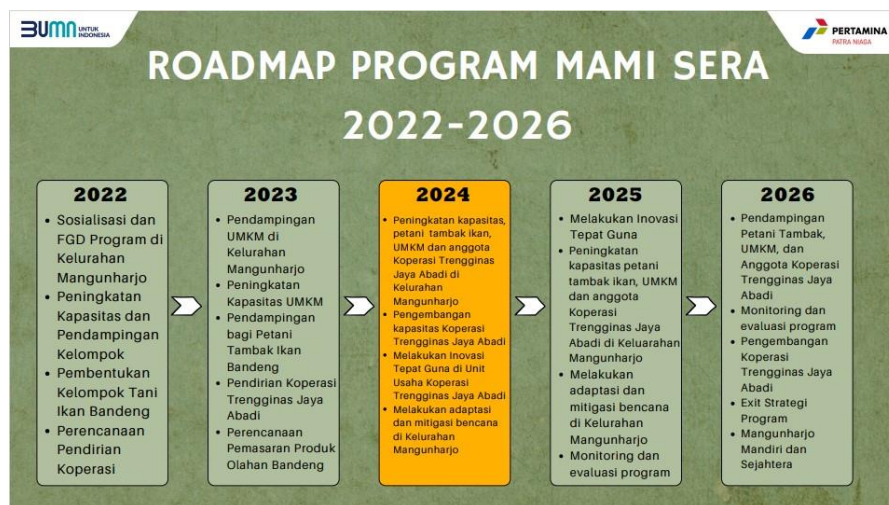 BUMN UNTUK
INDONESIA
PERTAMINA
PATRA NIAGA
ROADMAP PROGRAM MAMI SERA
2022-2026
2022
• Sosialisasi dan
FGD Program di
Kelurahan
Mangunharjo
• Peningkatan
Kapasitas dan
Pendampingan
Kelompok
• Pembentukan
Kelompok Tani
Ikan Bandeng
• Perencanaan
Pendirian
Koperasi
2023
• Pendampingan
UMKM di
Kelurahan
Mangunharjo
• Peningkatan
Kapasitas UMKM
• Pendampingan
bagi Petani
Tambak Ikan
Bandeng
• Pendirian Koperasi
Trengginas Jaya
Abadi
• Perencanaan
Pemasaran Produk
Olahan Bandeng
2024
• Peningkatan kapasitas,
petani tambak ikan,
UMKM dan anggota
Koperasi Trengginas
Jaya Abadi di
Kelurahan
Mangunharjo
• Pengembangan
kapasitas Koperasi
Trengginas Jaya Abadi
• Melakukan Inovasi
Tepat Guna di Unit
Usaha Koperasi
Trengginas Jaya Abadi
• Melakukan adaptasi
dan mitigasi bencana
di Kelurahan
Mangunharjo
2025
• Melakukan Inovasi
Tepat Guna
• Peningkatan
kapasitas petani
tambak ikan, UMKM
dan anggota
Koperasi
Trengginas Jaya
Abadi di Keluarahan
Mangunharjo
• Melakukan
adaptasi dan
mitigasi bencana
di Kelurahan
Mangunharjo
• Monitoring dan
evaluasi program
2026
• Pendampingan
Petani Tambak,
UMKM, dan
Anggota Koperasi
Trengginas Jaya
Abadi
• Monitoring dan
evaluasi program
• Pengembangan
Koperasi
Trengginas Jaya
Abadi
• Exit Strategi
Program
• Mangunharjo
Mandiri dan
Sejahtera